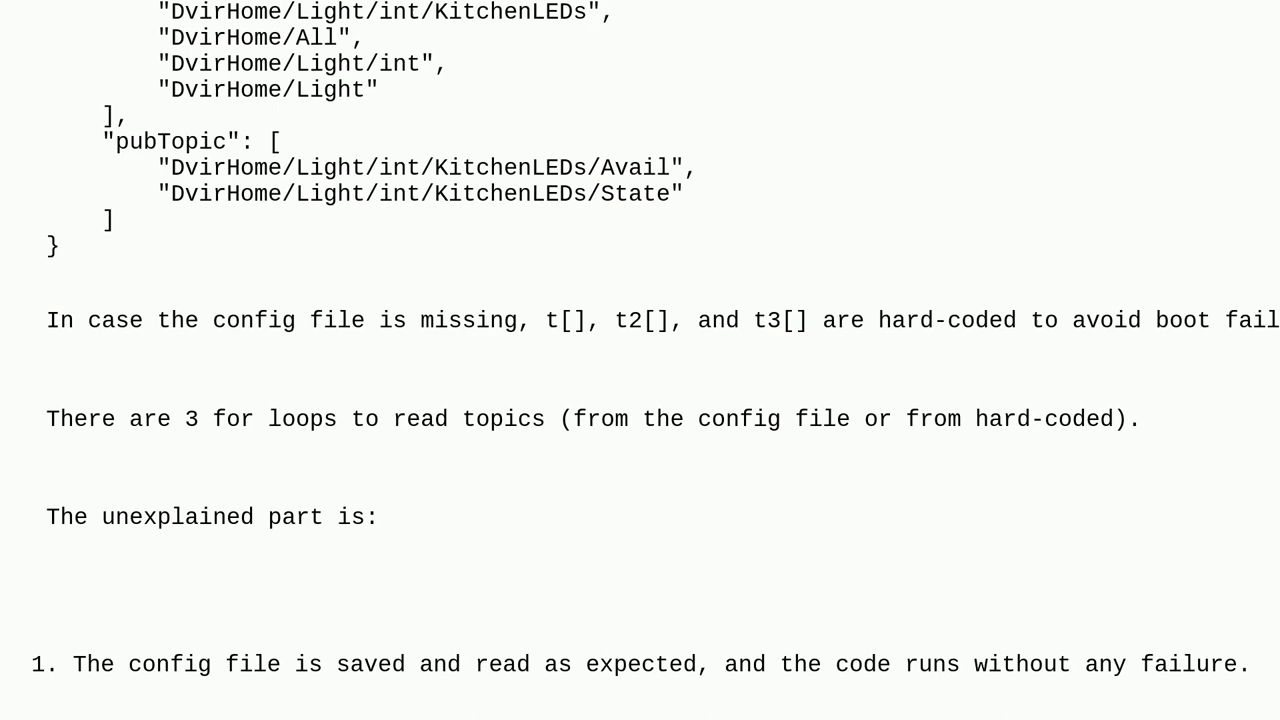 "DvirHome/Light/int/KitchenLEDs",
"DvirHome/All",
"DvirHome/Light/int",
"DvirHome/Light"
],
"pubTopic": [
"DvirHome/Light/int/KitchenLEDs/Avail",
"DvirHome/Light/int/KitchenLEDs/State"
]
}
In case the config file is missing, t[], t2[], and t3[] are hard-coded to avoid boot fail
There are 3 for loops to read topics (from the config file or from hard-coded).
The unexplained part is:
1. The config file is saved and read as expected, and the code runs without any failure.